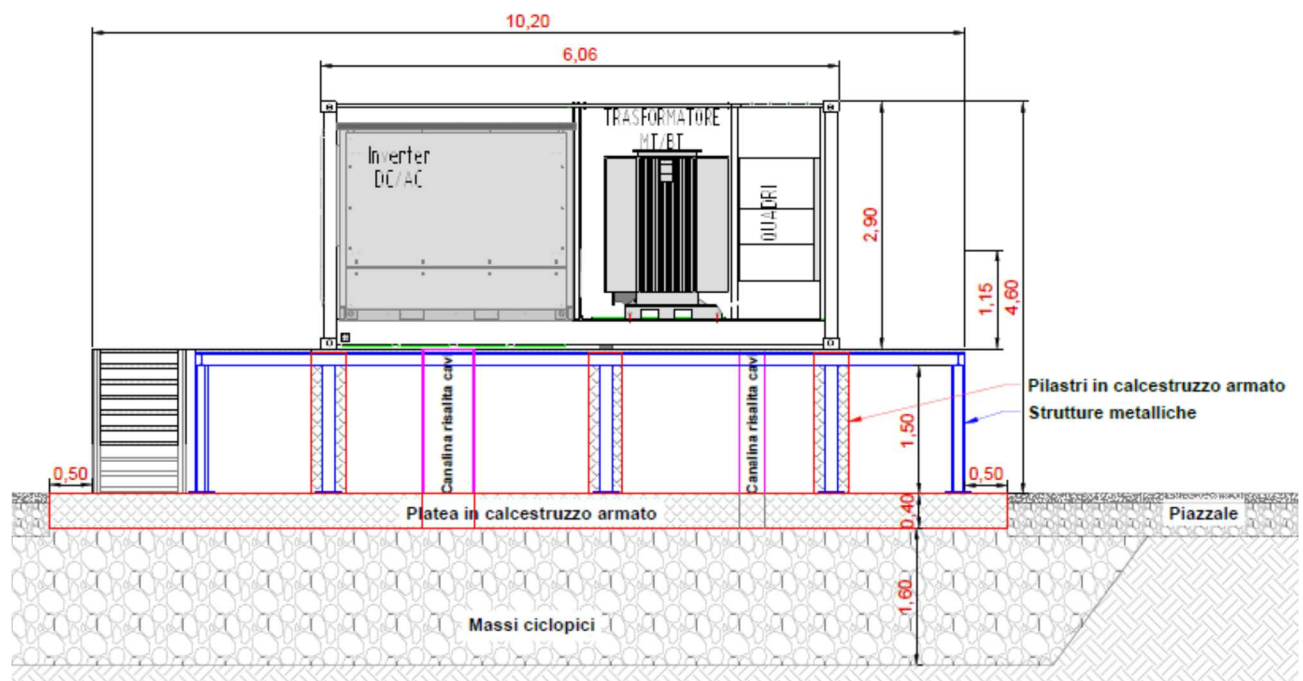 10,20
6,06
TRASFORMATORE
MT/BT
Inverter
DC/AC
QUADRI
2,90
1,15
4,60
Canalina risalita cavi
Canalina risalita cavi
Pilastri in calcestruzzo armato
Strutture metalliche
1,50
0,50
0,50
Platea in calcestruzzo armato
0,40
Piazzale
1,60
Massi ciclopici